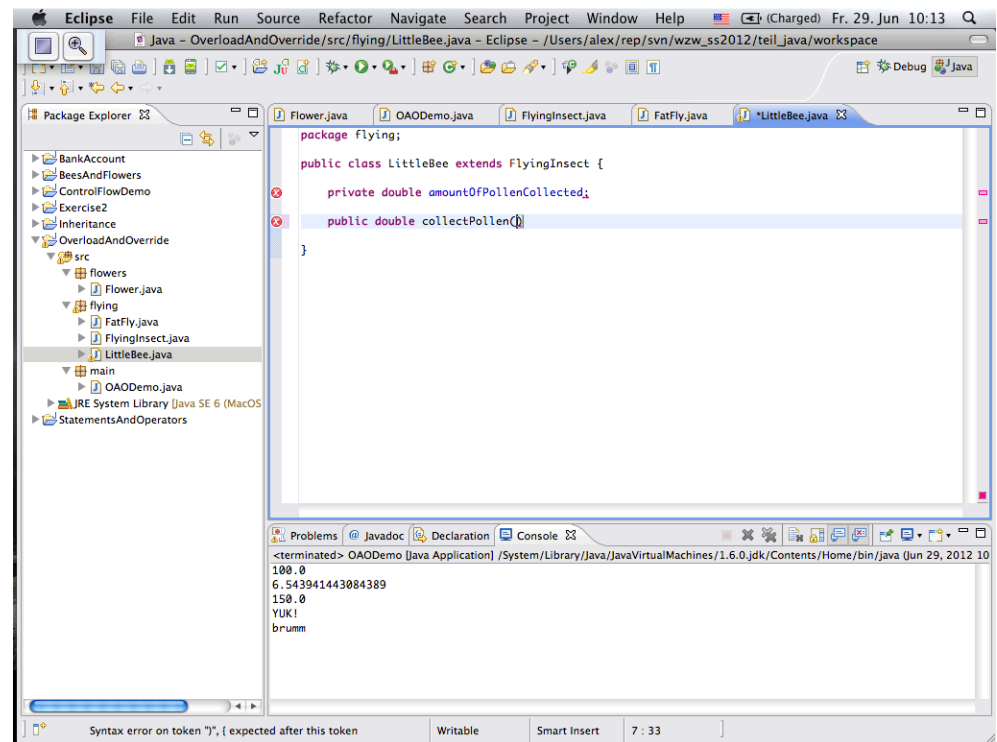 Eclipse File Edit Run Source Refactor Navigate Search Project Window Help (Charged) Fr. 29. Jun 10:13
Java – OverloadAndOverride/src/flying/LittleBee.java – Eclipse – /Users/alex/rep/svn/wzw_ss2012/teil_java/workspace
Debug Java
Package Explorer
BankAccount
BeesAndFlowers
ControlFlowDemo
Exercise2
Inheritance
OverloadAndOverride
src
flowers
Flower.java
flying
FatFly.java
FlyingInsect.java
LittleBee.java
main
OAODemo.java
JRE System Library [Java SE 6 (MacOS
StatementsAndOperators
Flower.java OAODemo.java FlyingInsect.java FatFly.java *LittleBee.java
package flying;
public class LittleBee extends FlyingInsect {
private double amountOfPollenCollected;
public double collectPollen()
}
Problems Javadoc Declaration Console
<terminated> OAODemo [Java Application] /System/Library/Java/JavaVirtualMachines/1.6.0.jdk/Contents/Home/bin/java (Jun 29, 2012 10
100.0
6.543941443084389
150.0
YUK!
brumm
Syntax error on token ")", { expected after this token Writable Smart Insert 7 : 33